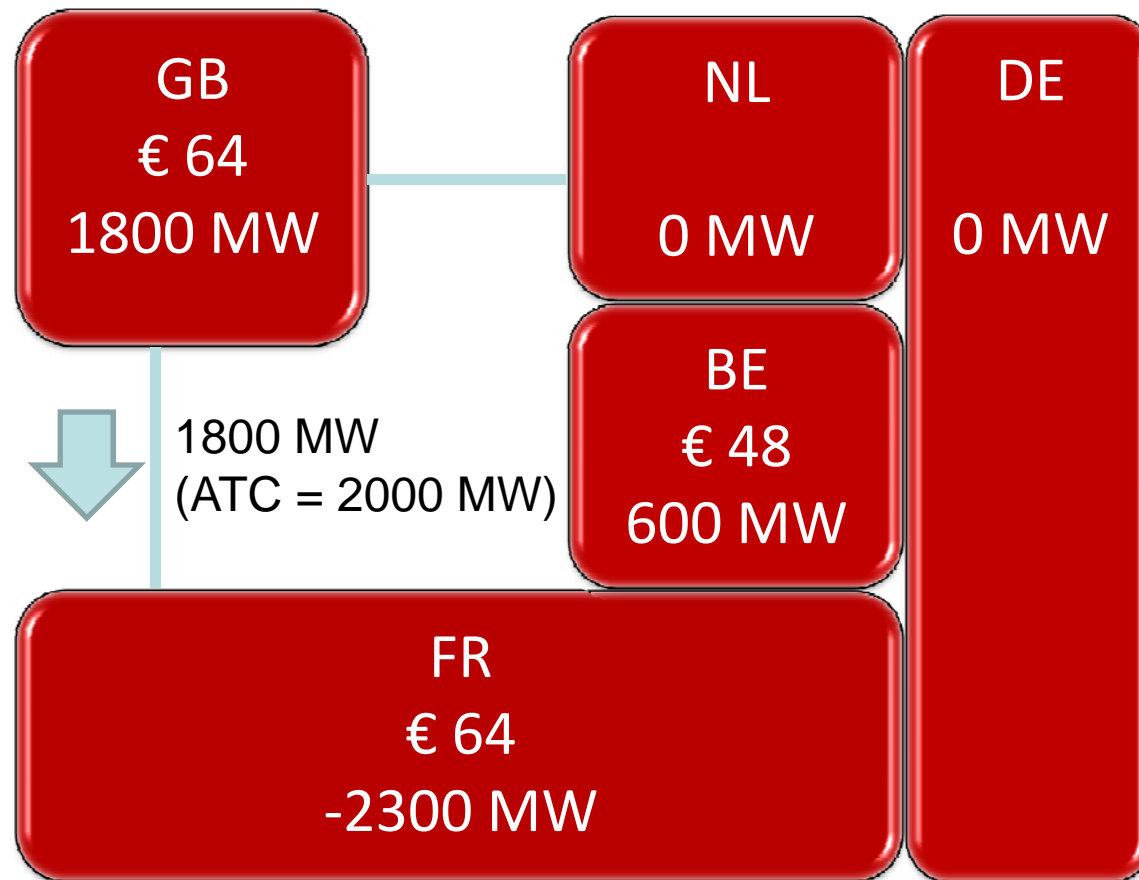 GB
€ 64
1800 MW
NL
0 MW
DE
0 MW
BE
€ 48
600 MW
1800 MW
(ATC = 2000 MW)
FR
€ 64
-2300 MW